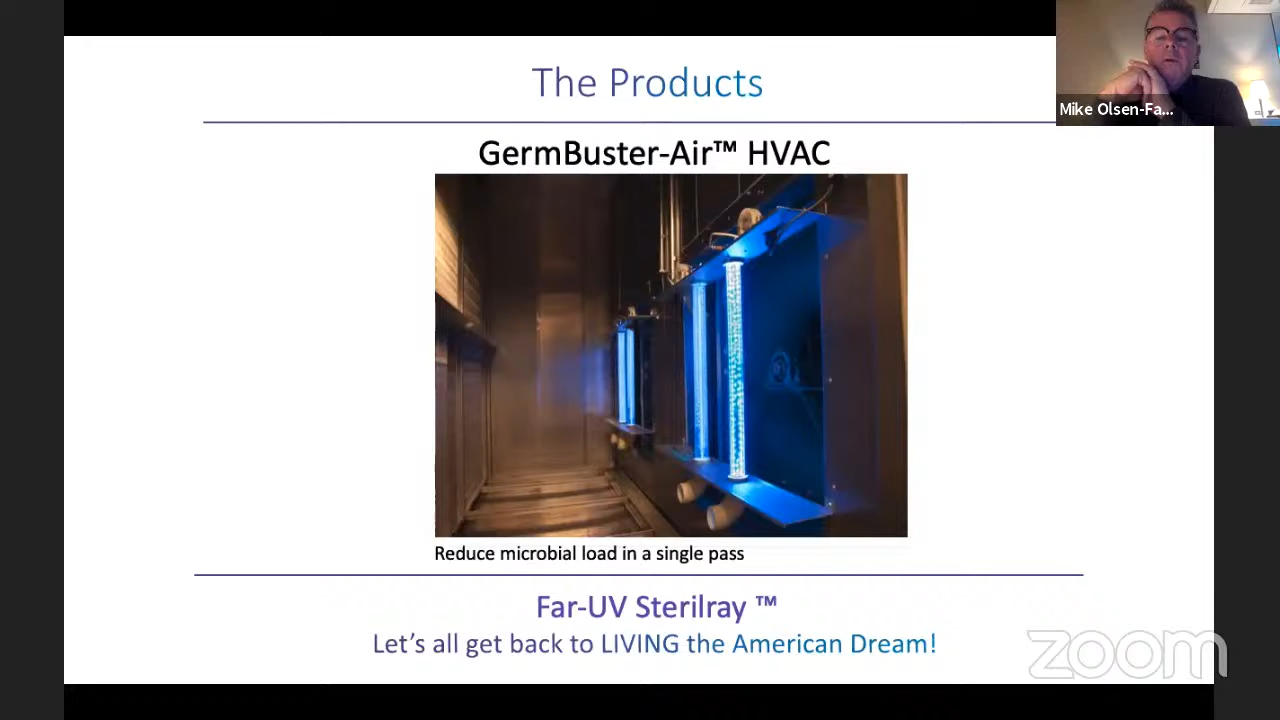 The Products
Mike Olsen-Fa...
GermBuster-Air™ HVAC
Reduce microbial load in a single pass
Far-UV Sterilray ™
Let's all get back to LIVING the American Dream!
zoom